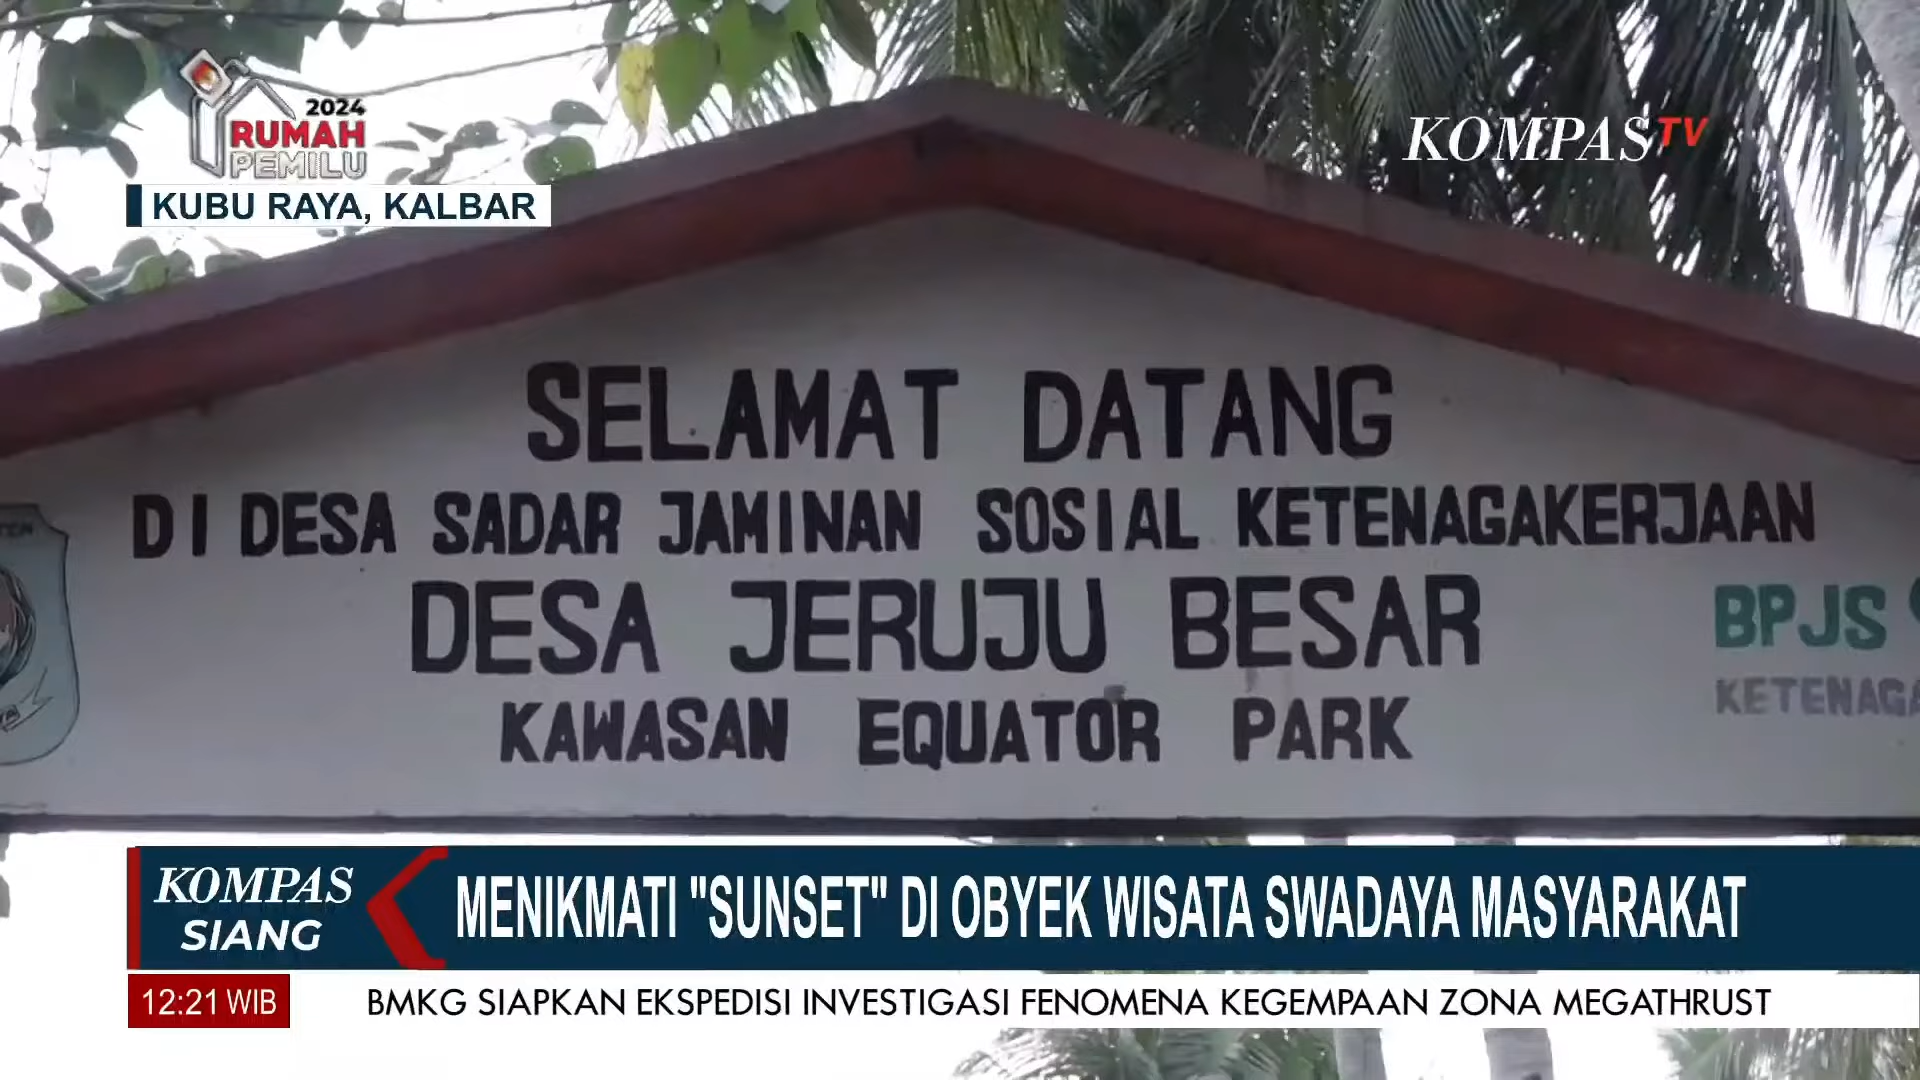 2024
RUMAH
PEMILU
KOMPAS TV
KUBU RAYA, KALBAR
SELAMAT DATANG
DI DESA SADAR JAMINAN SOSIAL KETENAGAKERJAAN
DESA JERUJU BESAR
KAWASAN EQUATOR PARK
BPJS
KOMPAS
SIANG
MENIKMATI "SUNSET" DI OBYEK WISATA SWADAYA MASYARAKAT
12:21 WIB
BMKG SIAPKAN EKSPEDISI INVESTIGASI FENOMENA KEGEMPAAN ZONA MEGATHRUST